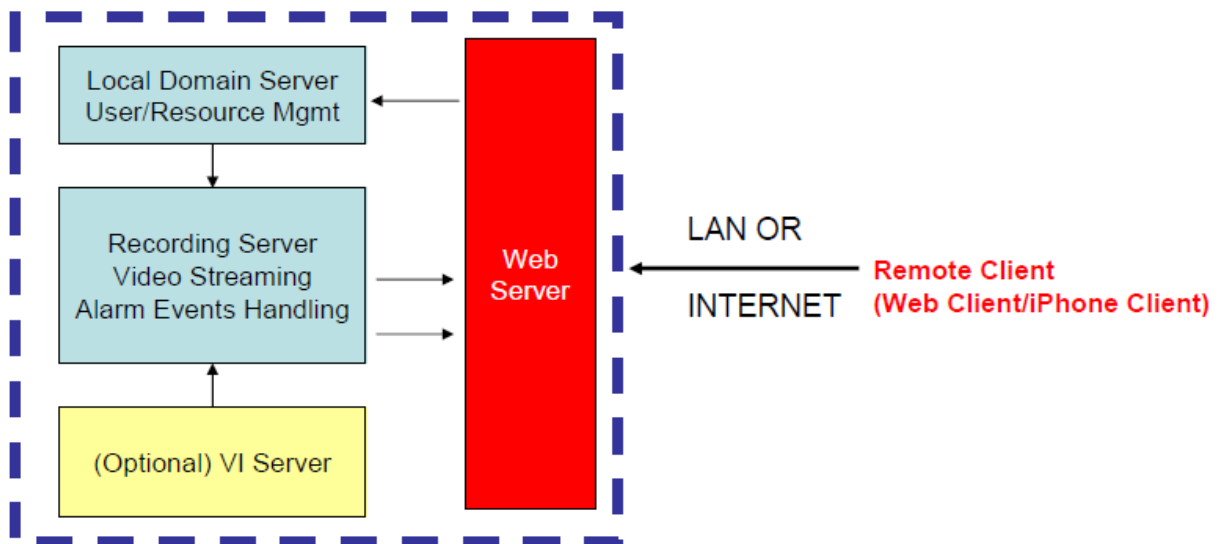 Local Domain Server
User/Resource Mgmt
Recording Server
Video Streaming
Alarm Events Handling
(Optional) VI Server
Web
Server
LAN OR
INTERNET
Remote Client
(Web Client/iPhone Client)